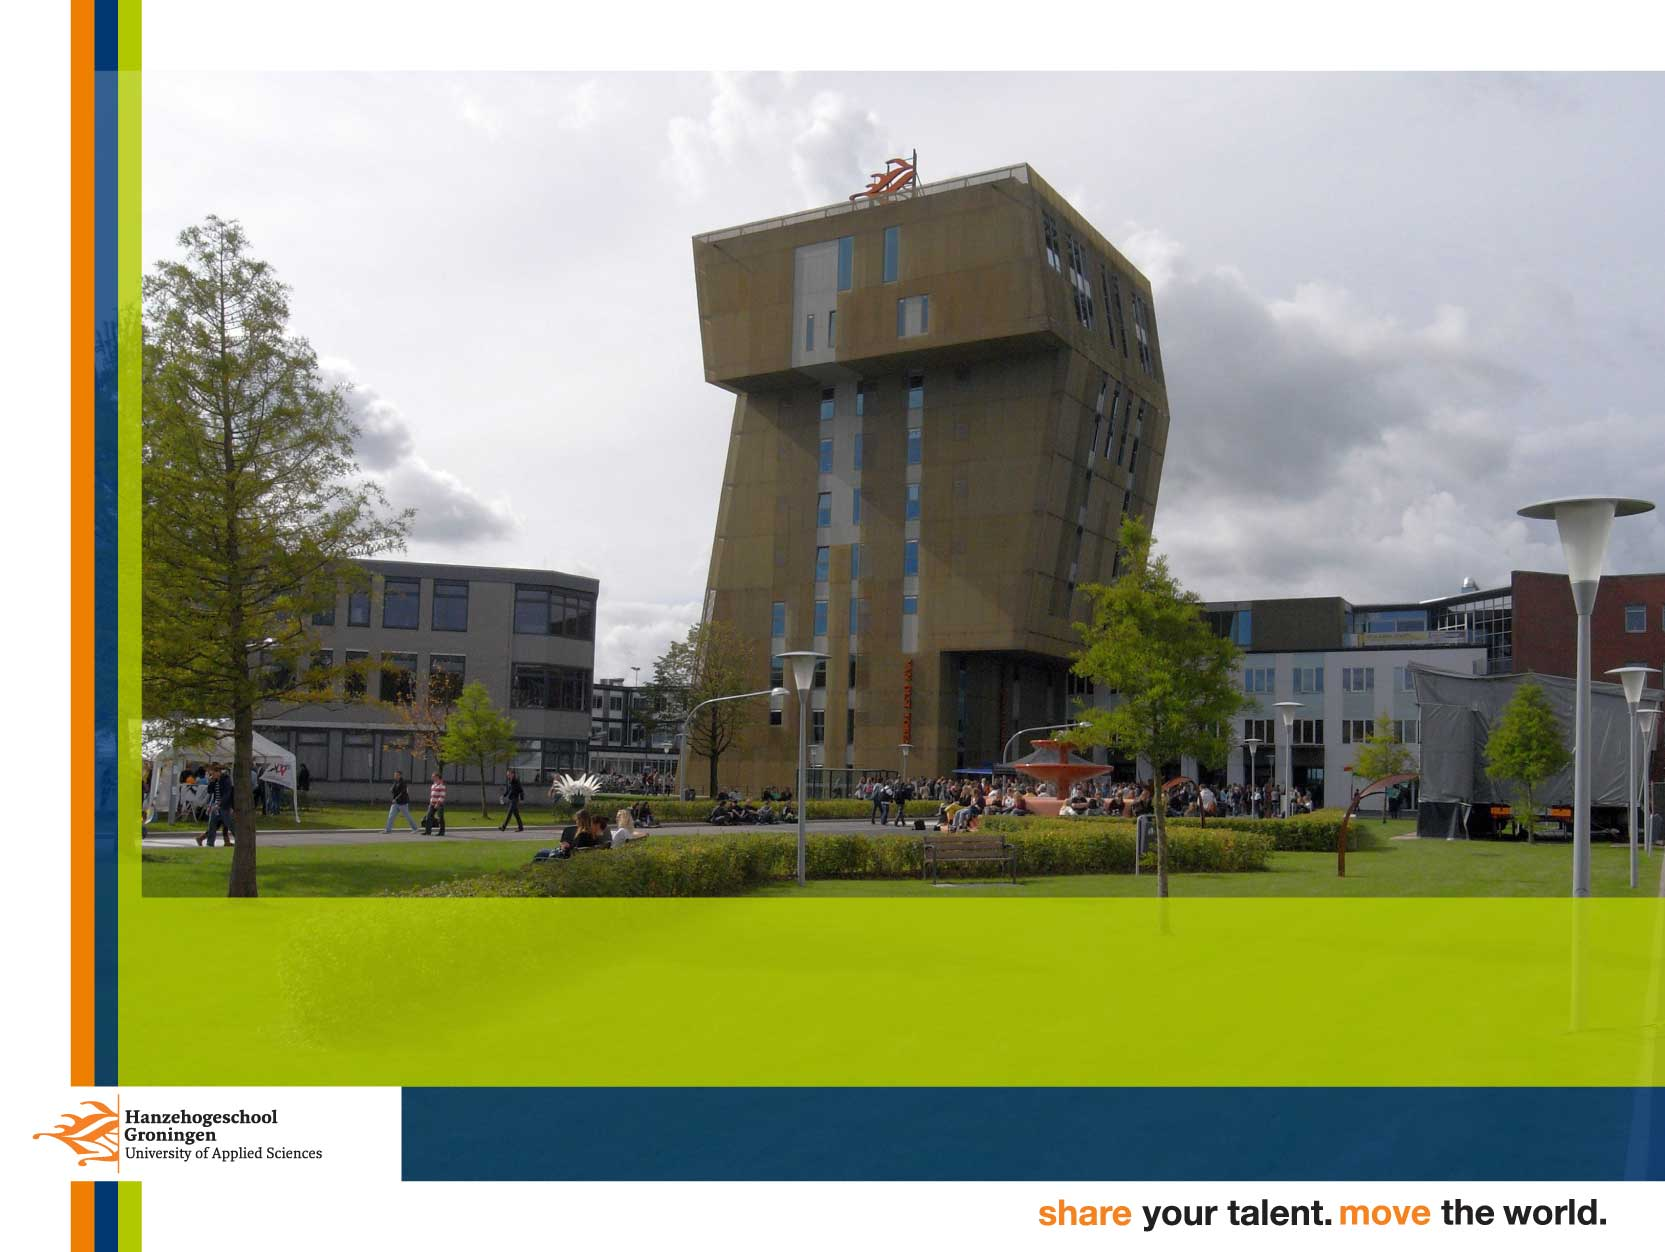 Hanzehogeschool
Groningen
University of Applied Sciences
share your talent. move the world.